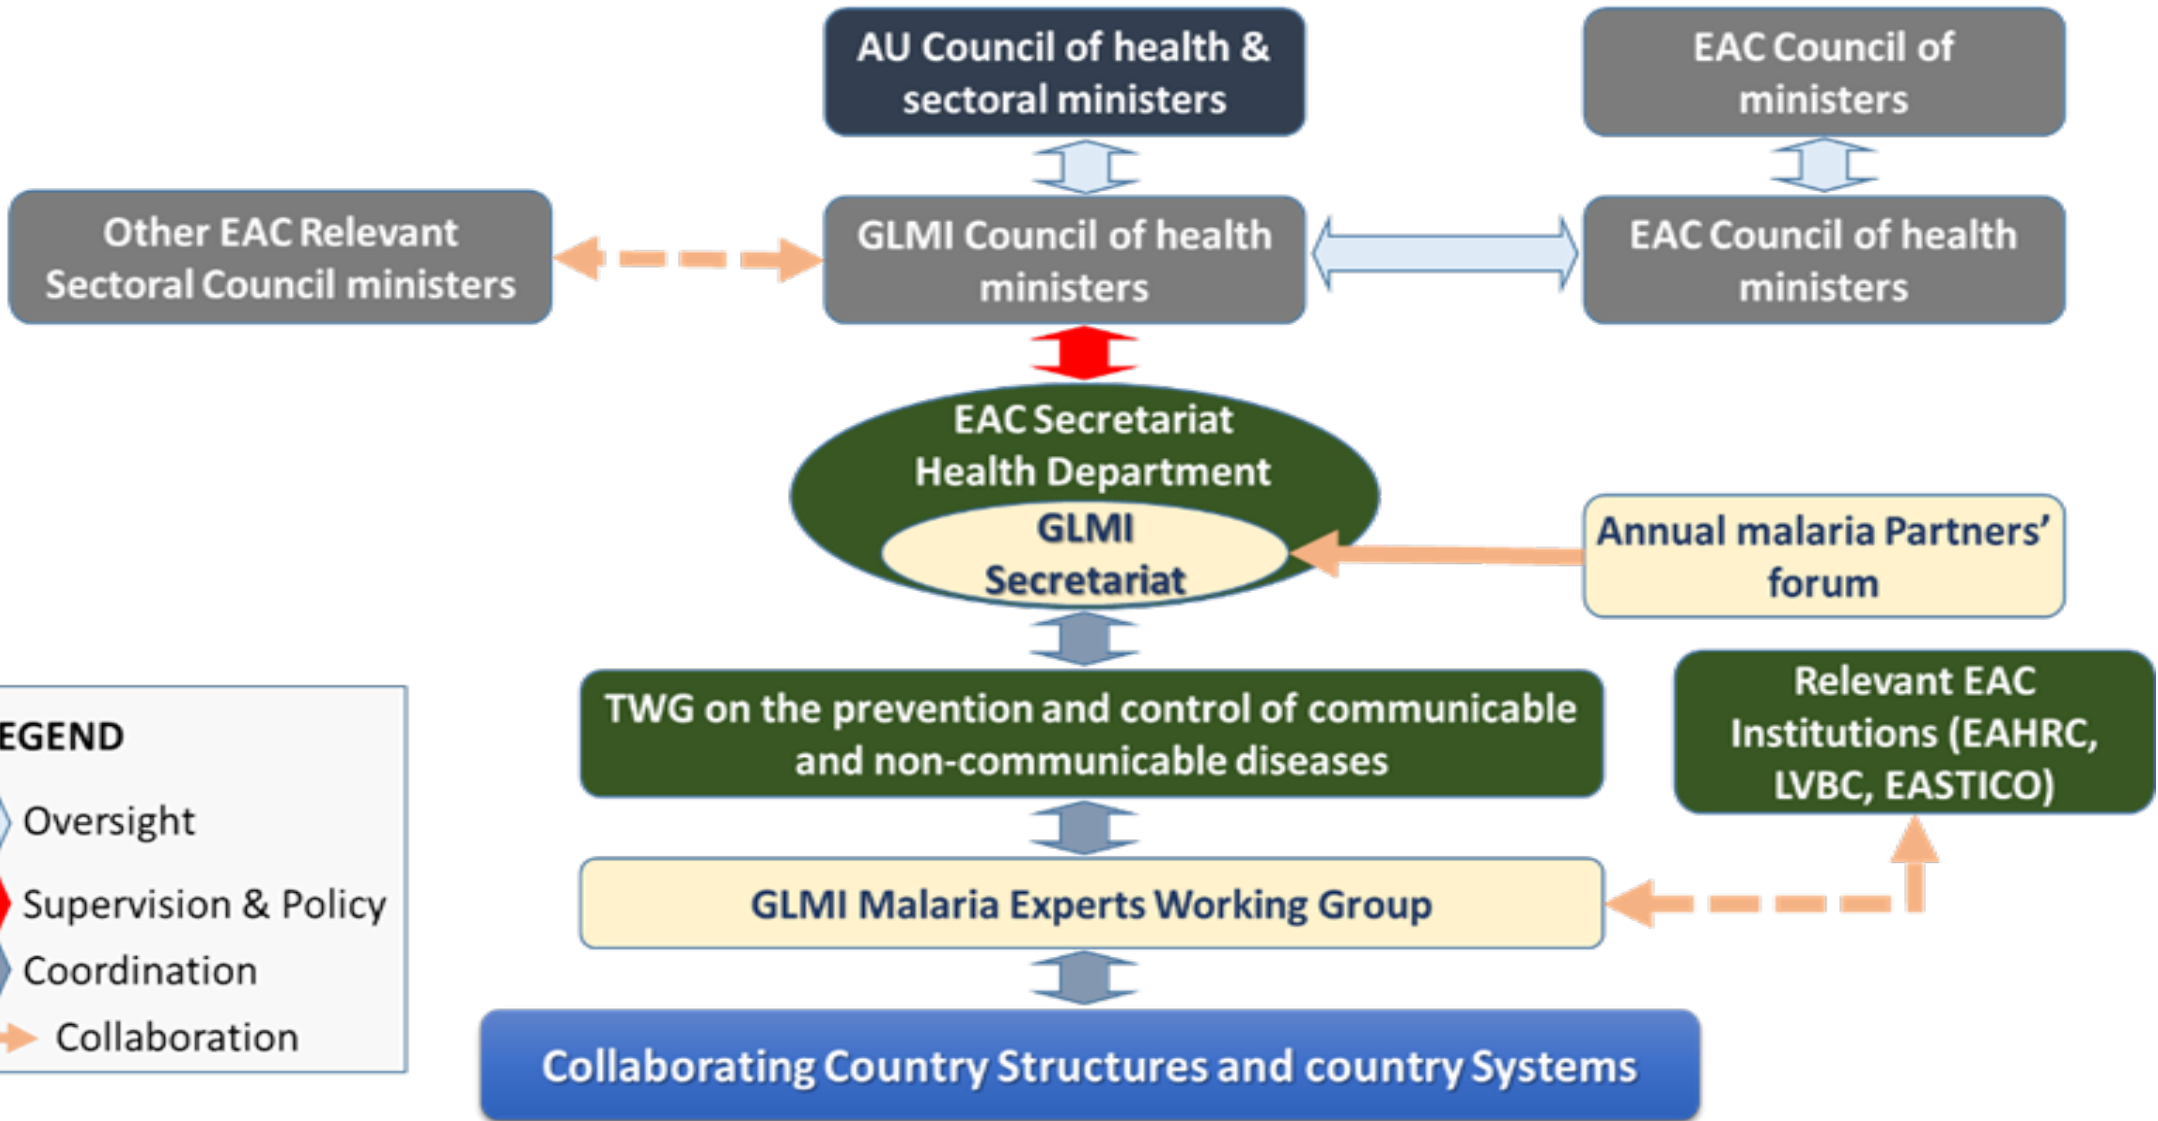 AU Council of health &
sectoral ministers
EAC Council of
ministers
Other EAC Relevant
Sectoral Council ministers
GLMI Council of health
ministers
EAC Council of health
ministers
EAC Secretariat
Health Department
GLMI
Secretariat
Annual malaria Partners’
forum
TWG on the prevention and control of communicable
and non-communicable diseases
Relevant EAC
Institutions (EAHRC,
LVBC, EASTICO)
GLMI Malaria Experts Working Group
Collaborating Country Structures and country Systems
EGEND
Oversight
Supervision & Policy
Coordination
Collaboration